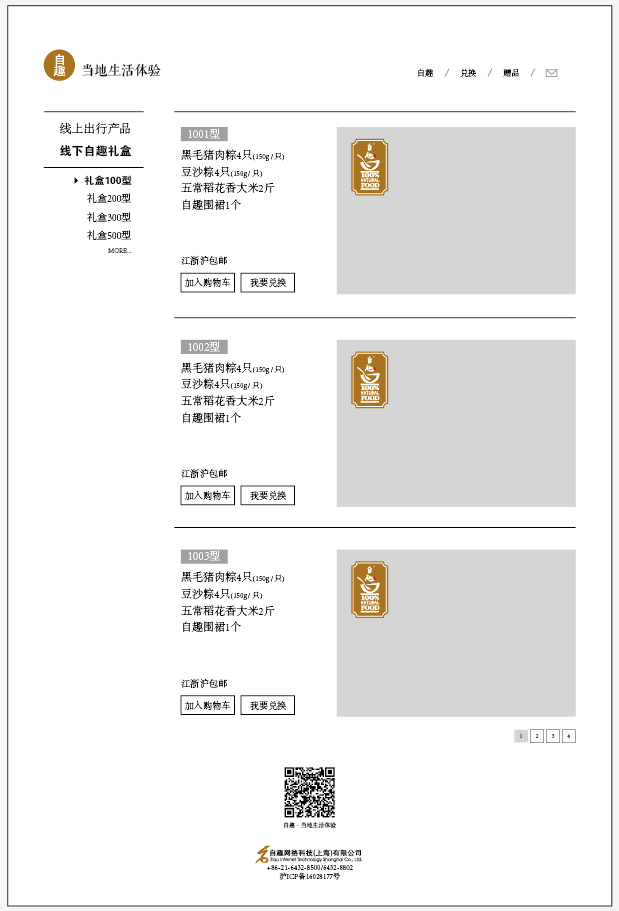 自趣
当地生活体验
自趣 / 兑换 / 赠品 /
线上出行产品
线下自趣礼盒
礼盒100型
礼盒200型
礼盒300型
礼盒500型
MORE...
1001型
黑毛猪肉粽4只(150g / 只)
豆沙粽4只(150g / 只)
五常稻花香大米2斤
自趣围裙1个
江浙沪包邮
加入购物车 我要兑换
100%
NATURAL
FOOD
1002型
黑毛猪肉粽4只(150g / 只)
豆沙粽4只(150g / 只)
五常稻花香大米2斤
自趣围裙1个
江浙沪包邮
加入购物车 我要兑换
100%
NATURAL
FOOD
1003型
黑毛猪肉粽4只(150g / 只)
豆沙粽4只(150g / 只)
五常稻花香大米2斤
自趣围裙1个
江浙沪包邮
加入购物车 我要兑换
100%
NATURAL
FOOD
1 2 3 4
自趣 · 当地生活体验
自趣网络科技(上海)有限公司
Ziqu Internet Technology Shanghai Co., Ltd.
+86-21-6432-8500/6432-8802
沪ICP备16028177号